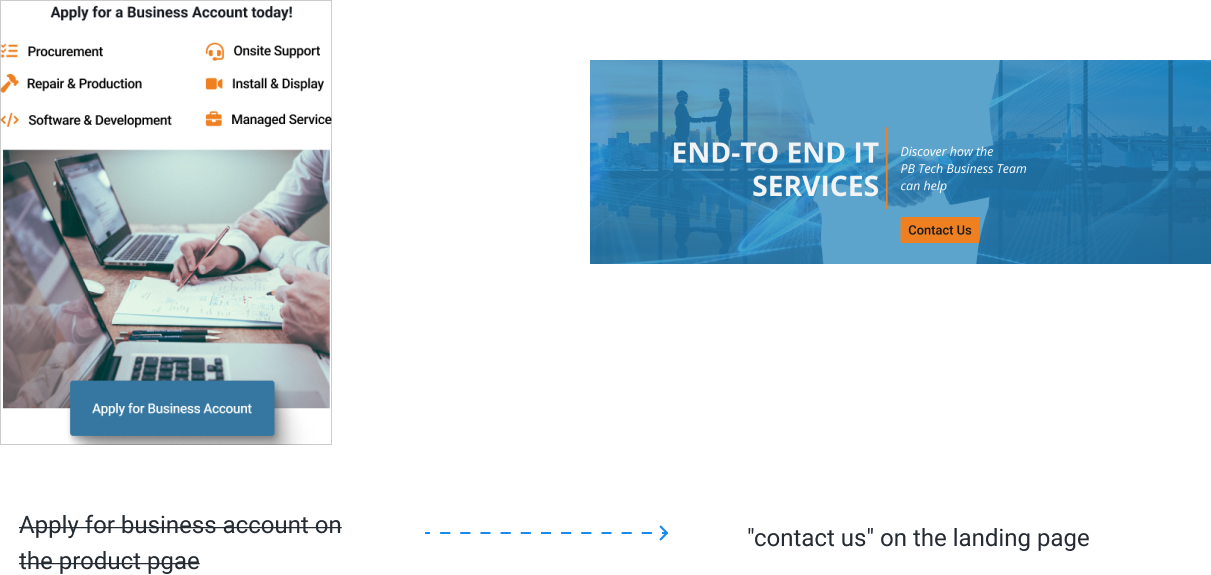 Apply for a Business Account today!
Procurement
Onsite Support
Repair & Production
Install & Display
Software & Development
Managed Service
Apply for Business Account
END-TO END IT
SERVICES
Discover how the
PB Tech Business Team
can help
Contact Us
Apply for business account on
the product pgae
"contact us" on the landing page